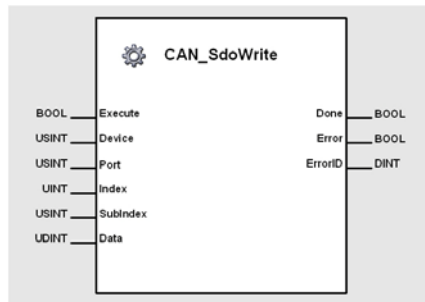 CAN_SdoWrite
BOOL Execute Done BOOL
USINT Device Error BOOL
USINT Port ErrorID DINT
UINT Index
USINT SubIndex
UDINT Data